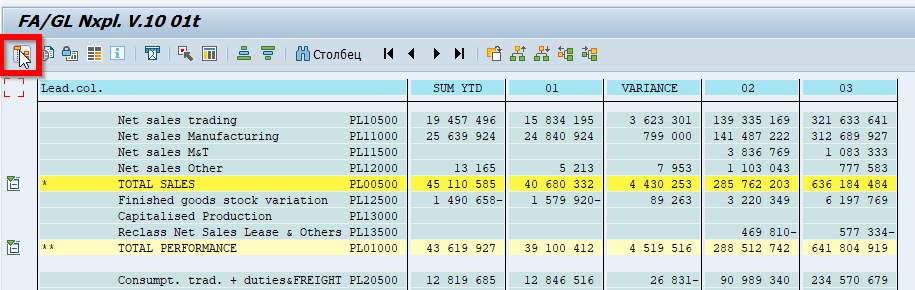 FA/GL Nxpl. V.10 01t
Столбец
Lead.col. SUM YTD 01 VARIANCE 02 03
Net sales trading PL10500 19 457 496 15 834 195 3 623 301 139 335 169 321 633 641
Net sales Manufacturing PL11000 25 639 924 24 840 924 799 000 141 487 222 312 689 927
Net sales M&T PL11500 3 836 769 1 083 333
Net sales Other PL12000 13 165 5 213 7 953 1 103 043 777 583
* TOTAL SALES PL00500 45 110 585 40 680 332 4 430 253 285 762 203 636 184 484
Finished goods stock variation PL12500 1 490 658- 1 579 920- 89 263 3 220 349 6 197 769
Capitalised Production PL13000
Reclass Net Sales Lease & Others PL13500 469 810- 577 334-
** TOTAL PERFORMANCE PL01000 43 619 927 39 100 412 4 519 516 288 512 742 641 804 919
Consumpt. trad. + duties&FREIGHT PL20500 12 819 685 12 846 516 26 831- 90 989 340 234 570 679